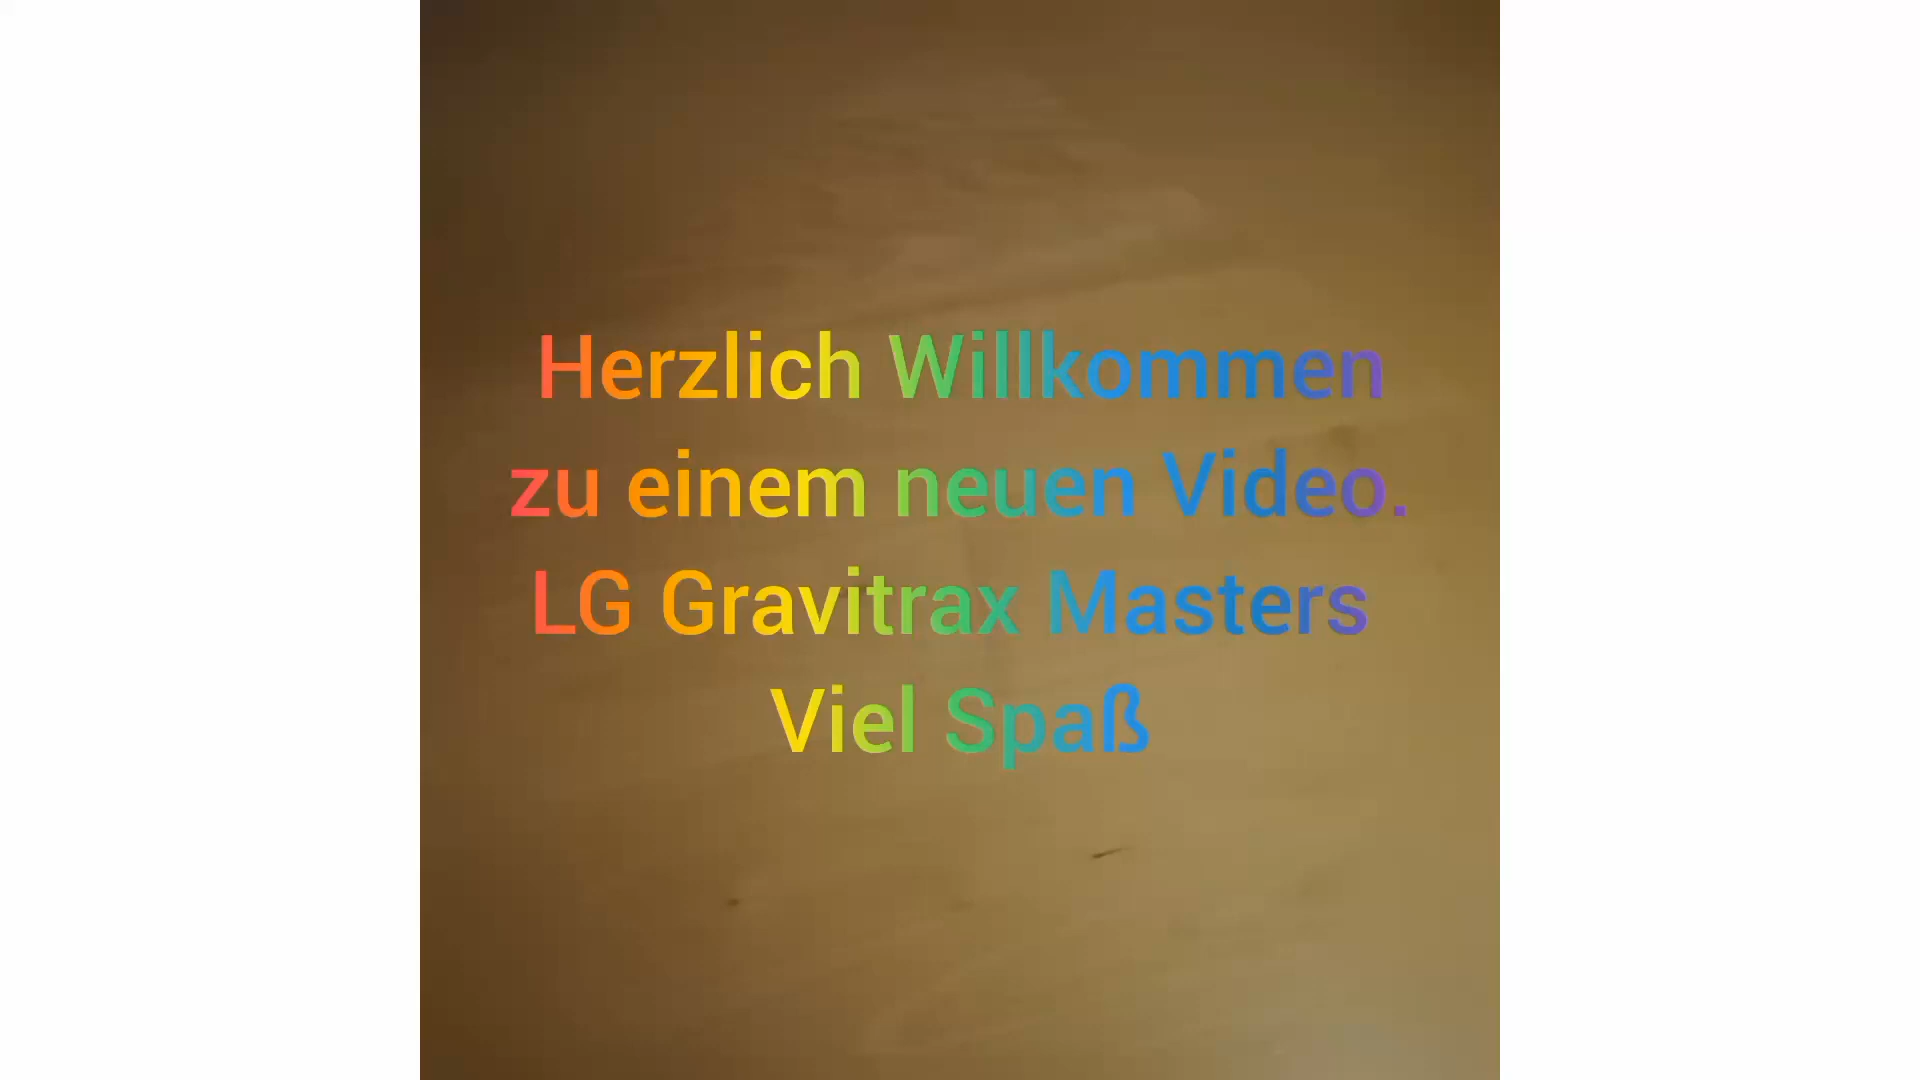 Herzlich Willkommen
zu einem neuen Video.
LG Gravitrax Masters
Viel Spaß